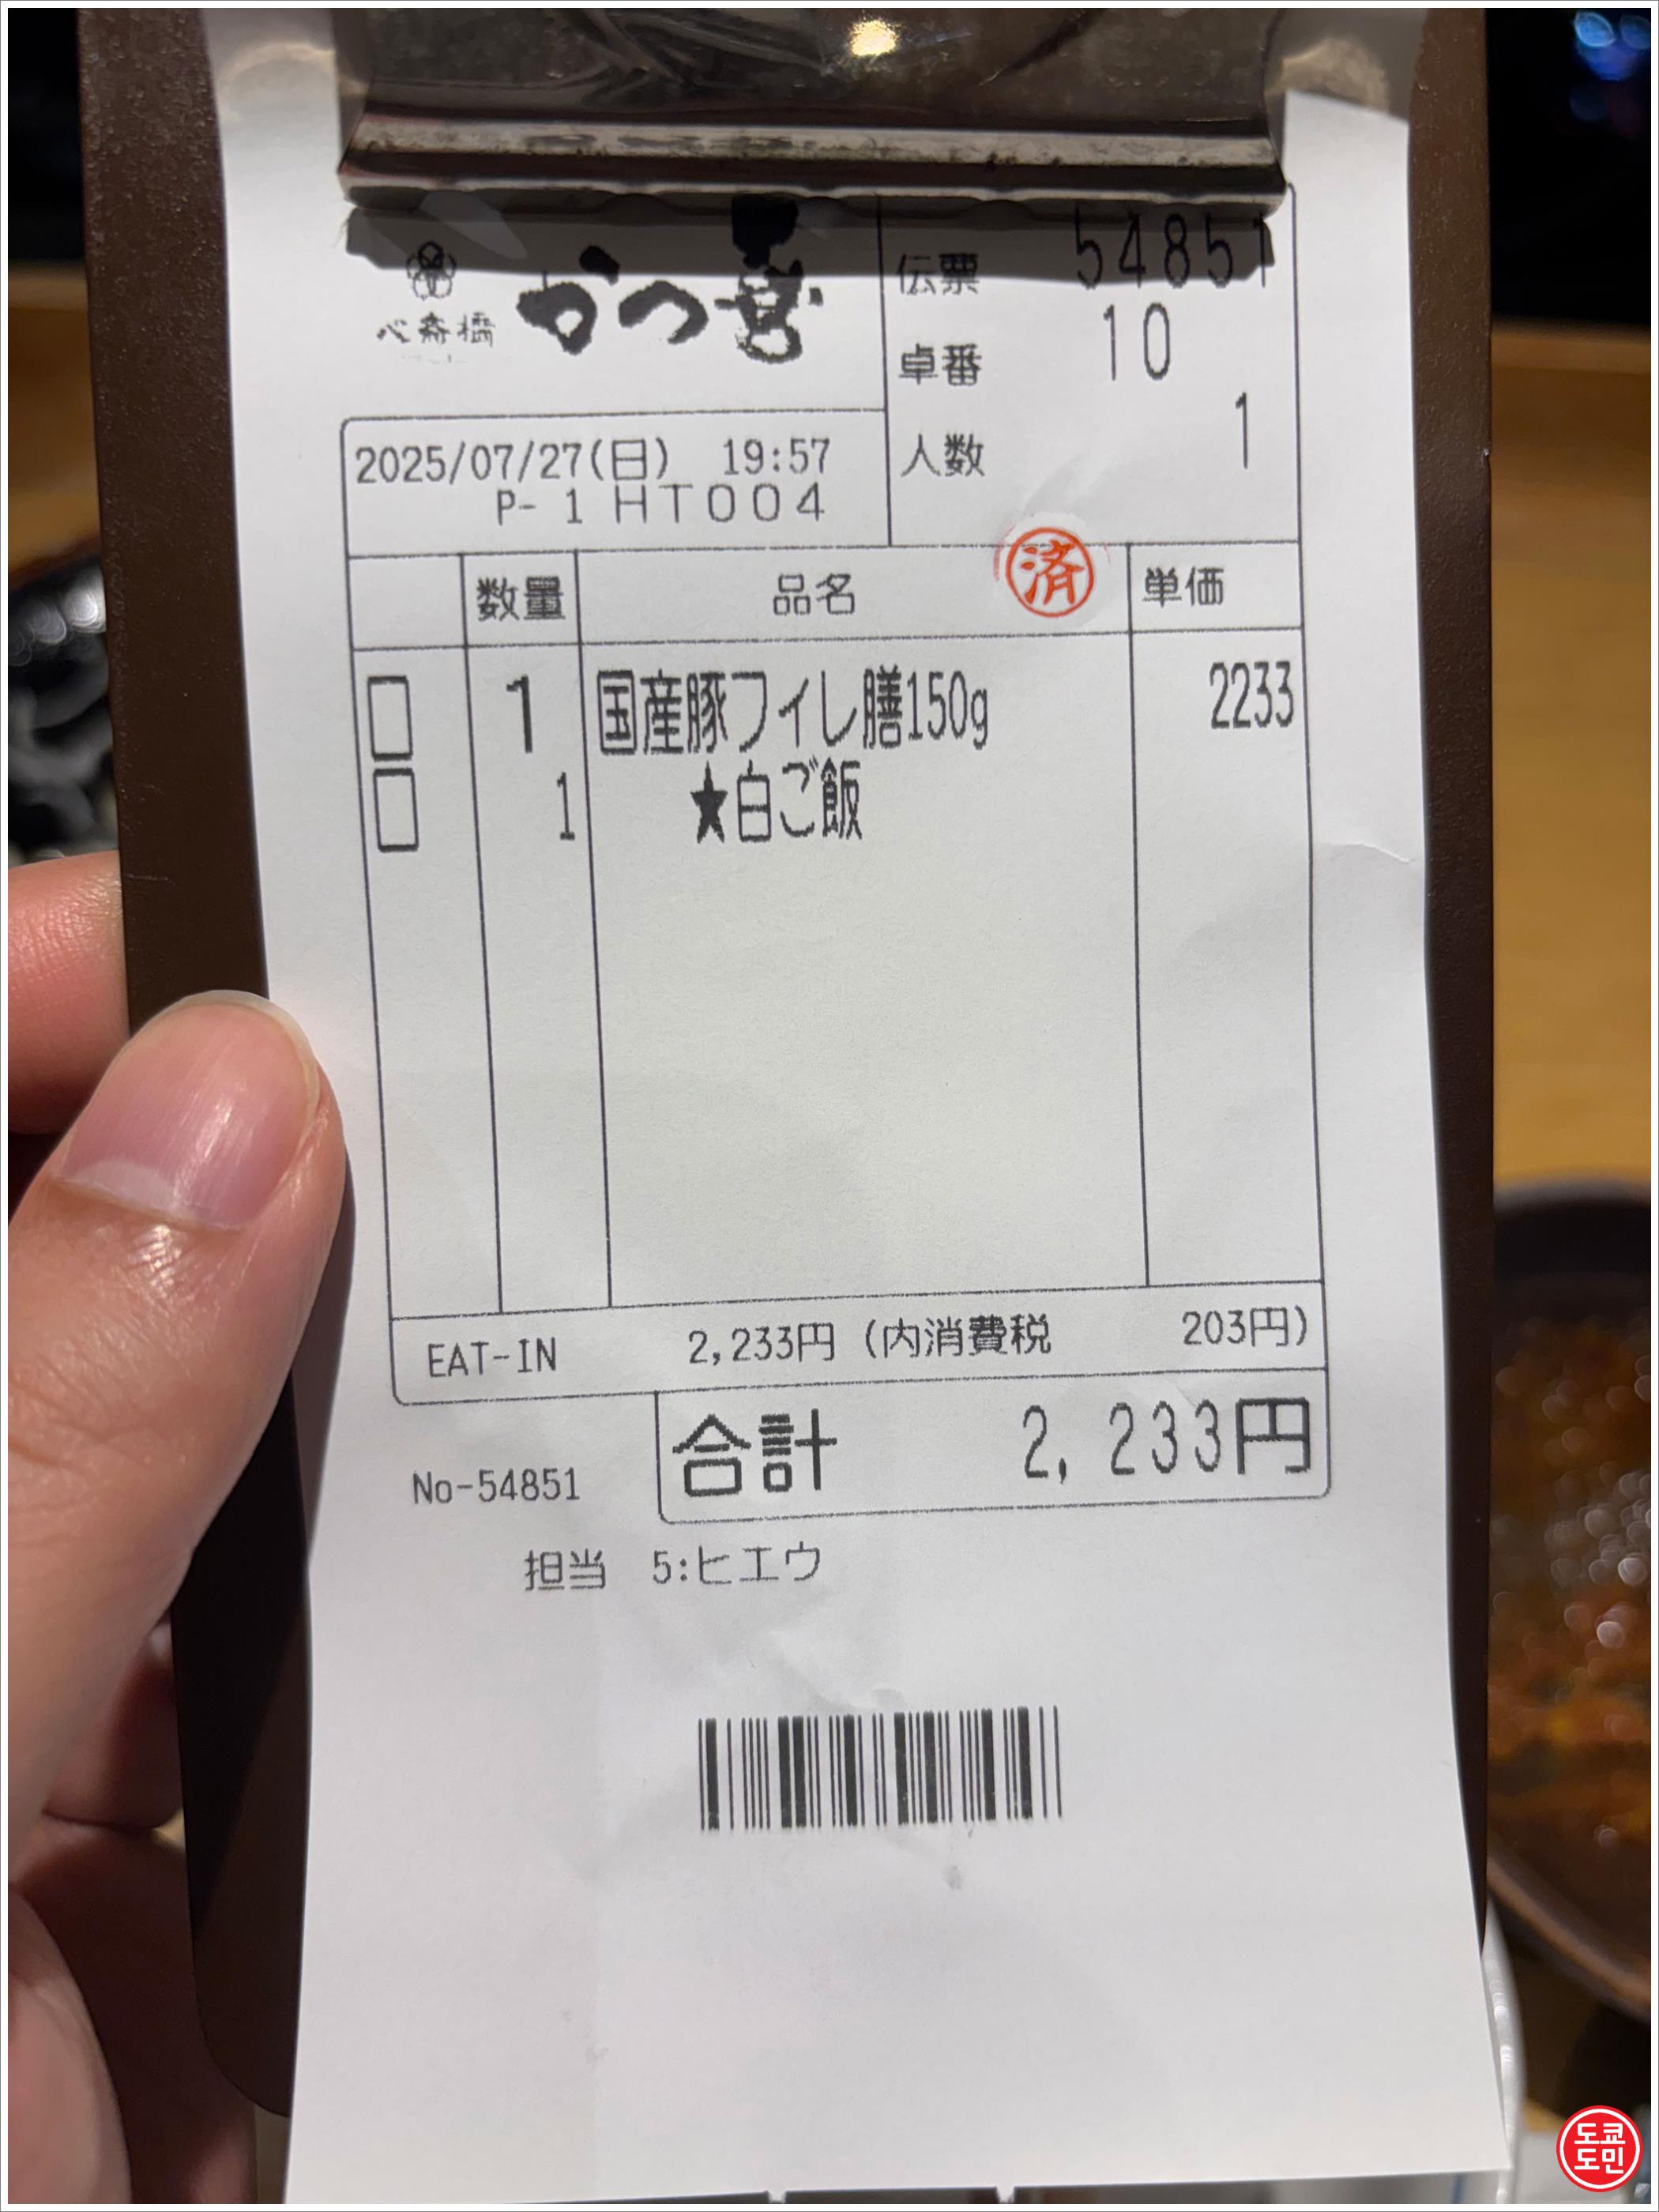 心斎橋 かつ喜
伝票 54851
卓番 10
人数 1
2025/07/27(日) 19:57
P- 1 HT004
数量 品名 済 単価
1 国産豚フィレ膳150g 2233
1 ★白ご飯
EAT-IN 2,233円 (内消費税 203円)
合計 2,233円
No-54851
担当 5:ヒエウ
도쿄
도민